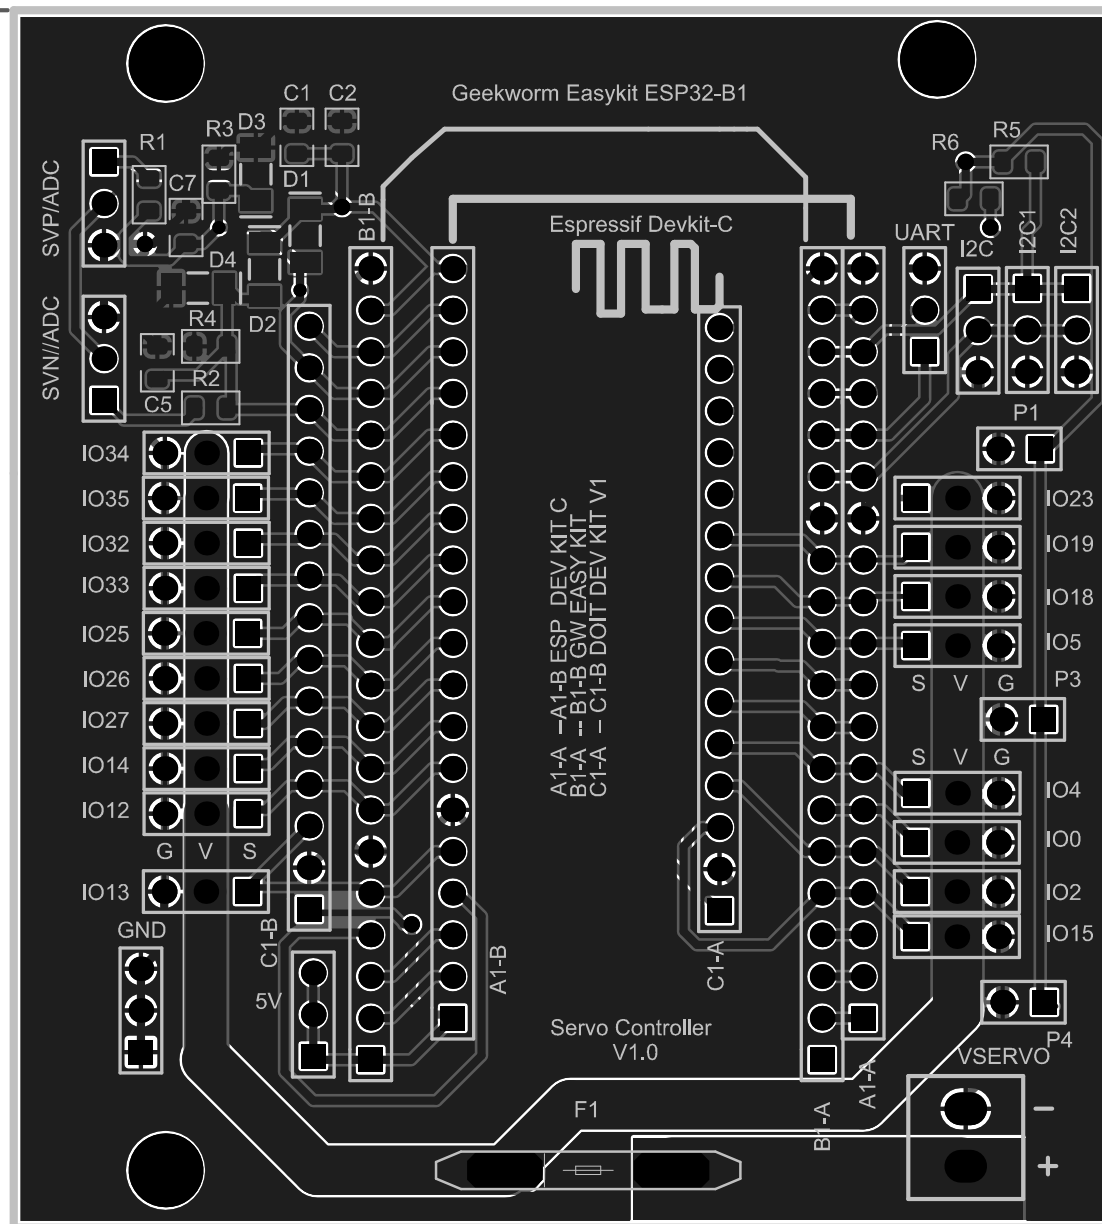 Geekworm Easykit ESP32-B1
C1
C2
R1
R3
D3
C7
D1
SVP/ADC
B1-B
D4
SVN//ADC
R4
D2
R2
C5
Espressif Devkit-C
R6
R5
UART
I2C
I2C1
I2C2
P1
IO34
IO35
IO32
IO33
IO25
IO26
IO27
IO14
IO12
G V S
IO13
GND
C1-B
5V
A1-B
A1-A –A1-B ESP DEV KIT C
B1-A -- B1-B GW EASY KIT
C1-A – C1-B DOIT DEV KIT V1
C1-A
IO23
IO19
IO18
IO5
S V G
P3
S V G
IO4
IO0
IO2
IO15
P4
VSERVO
Servo Controller
V1.0
B1-A
A1-A
F1
–
+